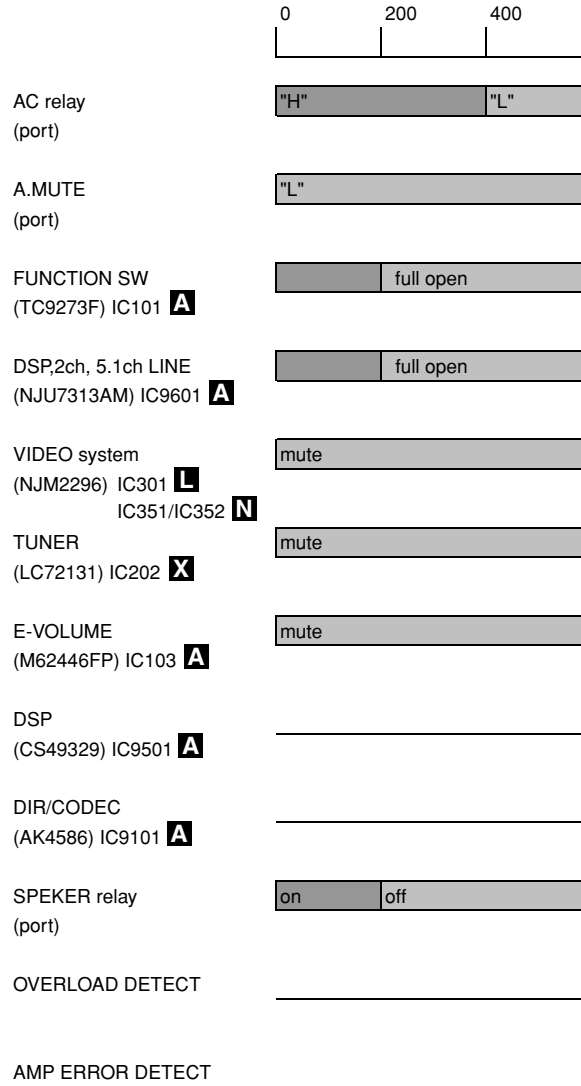 0 200 400
AC relay "H" "L"
(port)
A.MUTE "L"
(port)
FUNCTION SW full open
(TC9273F) IC101 A
DSP,2ch, 5.1ch LINE full open
(NJU7313AM) IC9601 A
VIDEO system mute
(NJM2296) IC301 L
IC351/IC352 N
TUNER mute
(LC72131) IC202 X
E-VOLUME mute
(M62446FP) IC103 A
DSP
(CS49329) IC9501 A
DIR/CODEC
(AK4586) IC9101 A
SPEKER relay on off
(port)
OVERLOAD DETECT
AMP ERROR DETECT